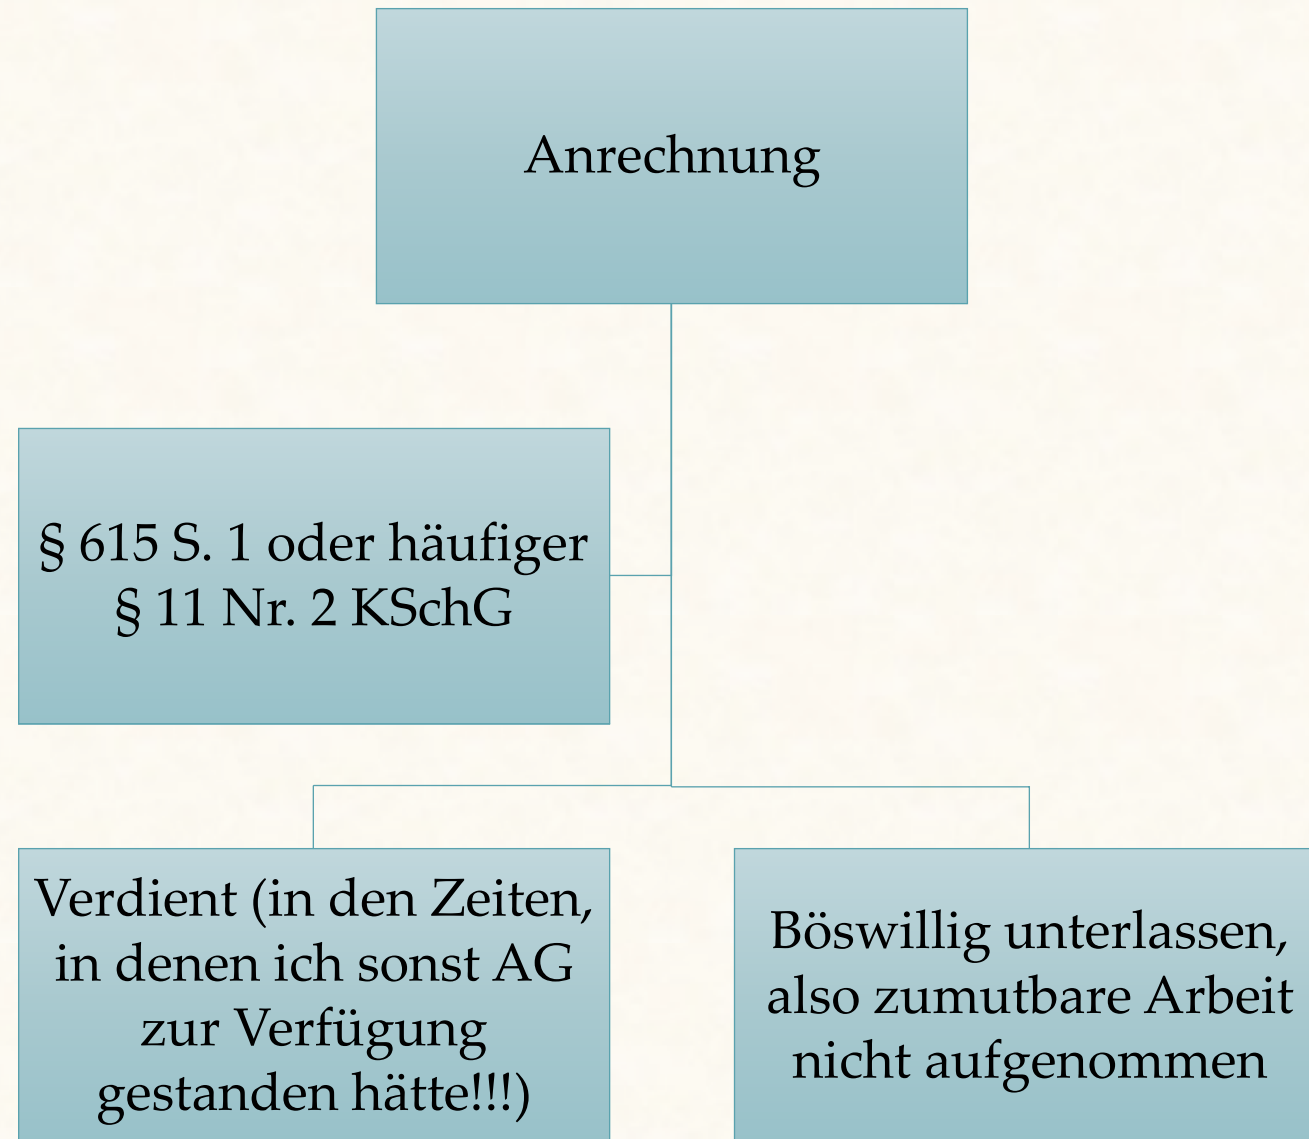 Anrechnung
§ 615 S. 1 oder häufiger
§ 11 Nr. 2 KSchG
Verdient (in den Zeiten,
in denen ich sonst AG
zur Verfügung
gestanden hätte!!!)
Böswillig unterlassen,
also zumutbare Arbeit
nicht aufgenommen